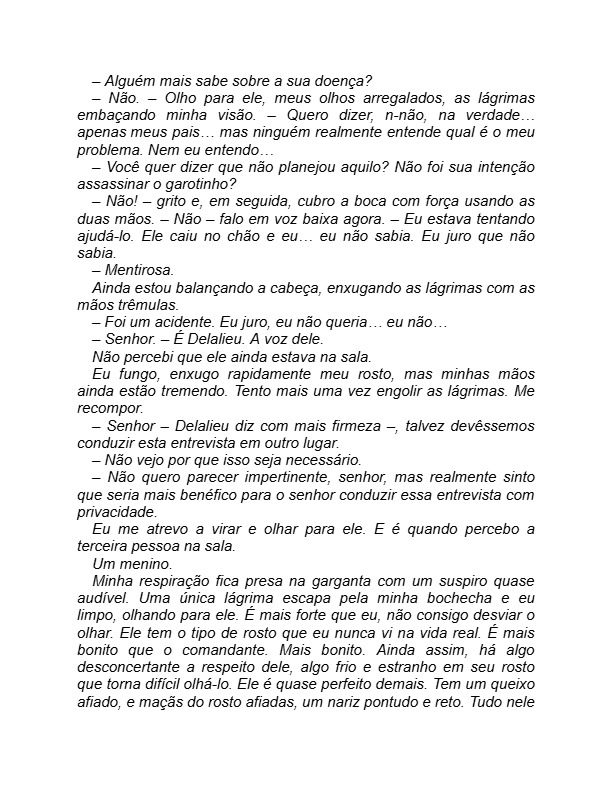 – Alguém mais sabe sobre a sua doença?
– Não. – Olho para ele, meus olhos arregalados, as lágrimas
embaçando minha visão. – Quero dizer, n-não, na verdade…
apenas meus pais… mas ninguém realmente entende qual é o meu
problema. Nem eu entendo…
– Você quer dizer que não planejou aquilo? Não foi sua intenção
assassinar o garotinho?
– Não! – grito e, em seguida, cubro a boca com força usando as
duas mãos. – Não – falo em voz baixa agora. – Eu estava tentando
ajudá-lo. Ele caiu no chão e eu… eu não sabia. Eu juro que não
sabia.
– Mentirosa.
Ainda estou balançando a cabeça, enxugando as lágrimas com as
mãos trêmulas.
– Foi um acidente. Eu juro, eu não queria… eu não…
– Senhor. – É Delalieu. A voz dele.
Não percebi que ele ainda estava na sala.
Eu fungo, enxugo rapidamente meu rosto, mas minhas mãos
ainda estão tremendo. Tento mais uma vez engolir as lágrimas. Me
recompor.
– Senhor – Delalieu diz com mais firmeza –, talvez devêssemos
conduzir esta entrevista em outro lugar.
– Não vejo por que isso seja necessário.
– Não quero parecer impertinente, senhor, mas realmente sinto
que seria mais benéfico para o senhor conduzir essa entrevista com
privacidade.
Eu me atrevo a virar e olhar para ele. E é quando percebo a
terceira pessoa na sala.
Um menino.
Minha respiração fica presa na garganta com um suspiro quase
audível. Uma única lágrima escapa pela minha bochecha e eu
limpo, olhando para ele. É mais forte que eu, não consigo desviar o
olhar. Ele tem o tipo de rosto que eu nunca vi na vida real. É mais
bonito que o comandante. Mais bonito. Ainda assim, há algo
desconcertante a respeito dele, algo frio e estranho em seu rosto
que torna difícil olhá-lo. Ele é quase perfeito demais. Tem um queixo
afiado, e maçãs do rosto afiadas, um nariz pontudo e reto. Tudo nele